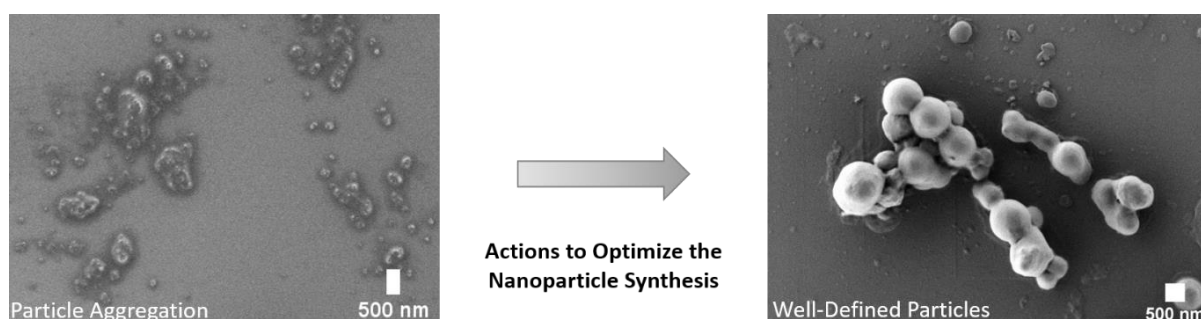 Particle Aggregation
500 nm
Actions to Optimize the
Nanoparticle Synthesis
Well-Defined Particles
500 nm